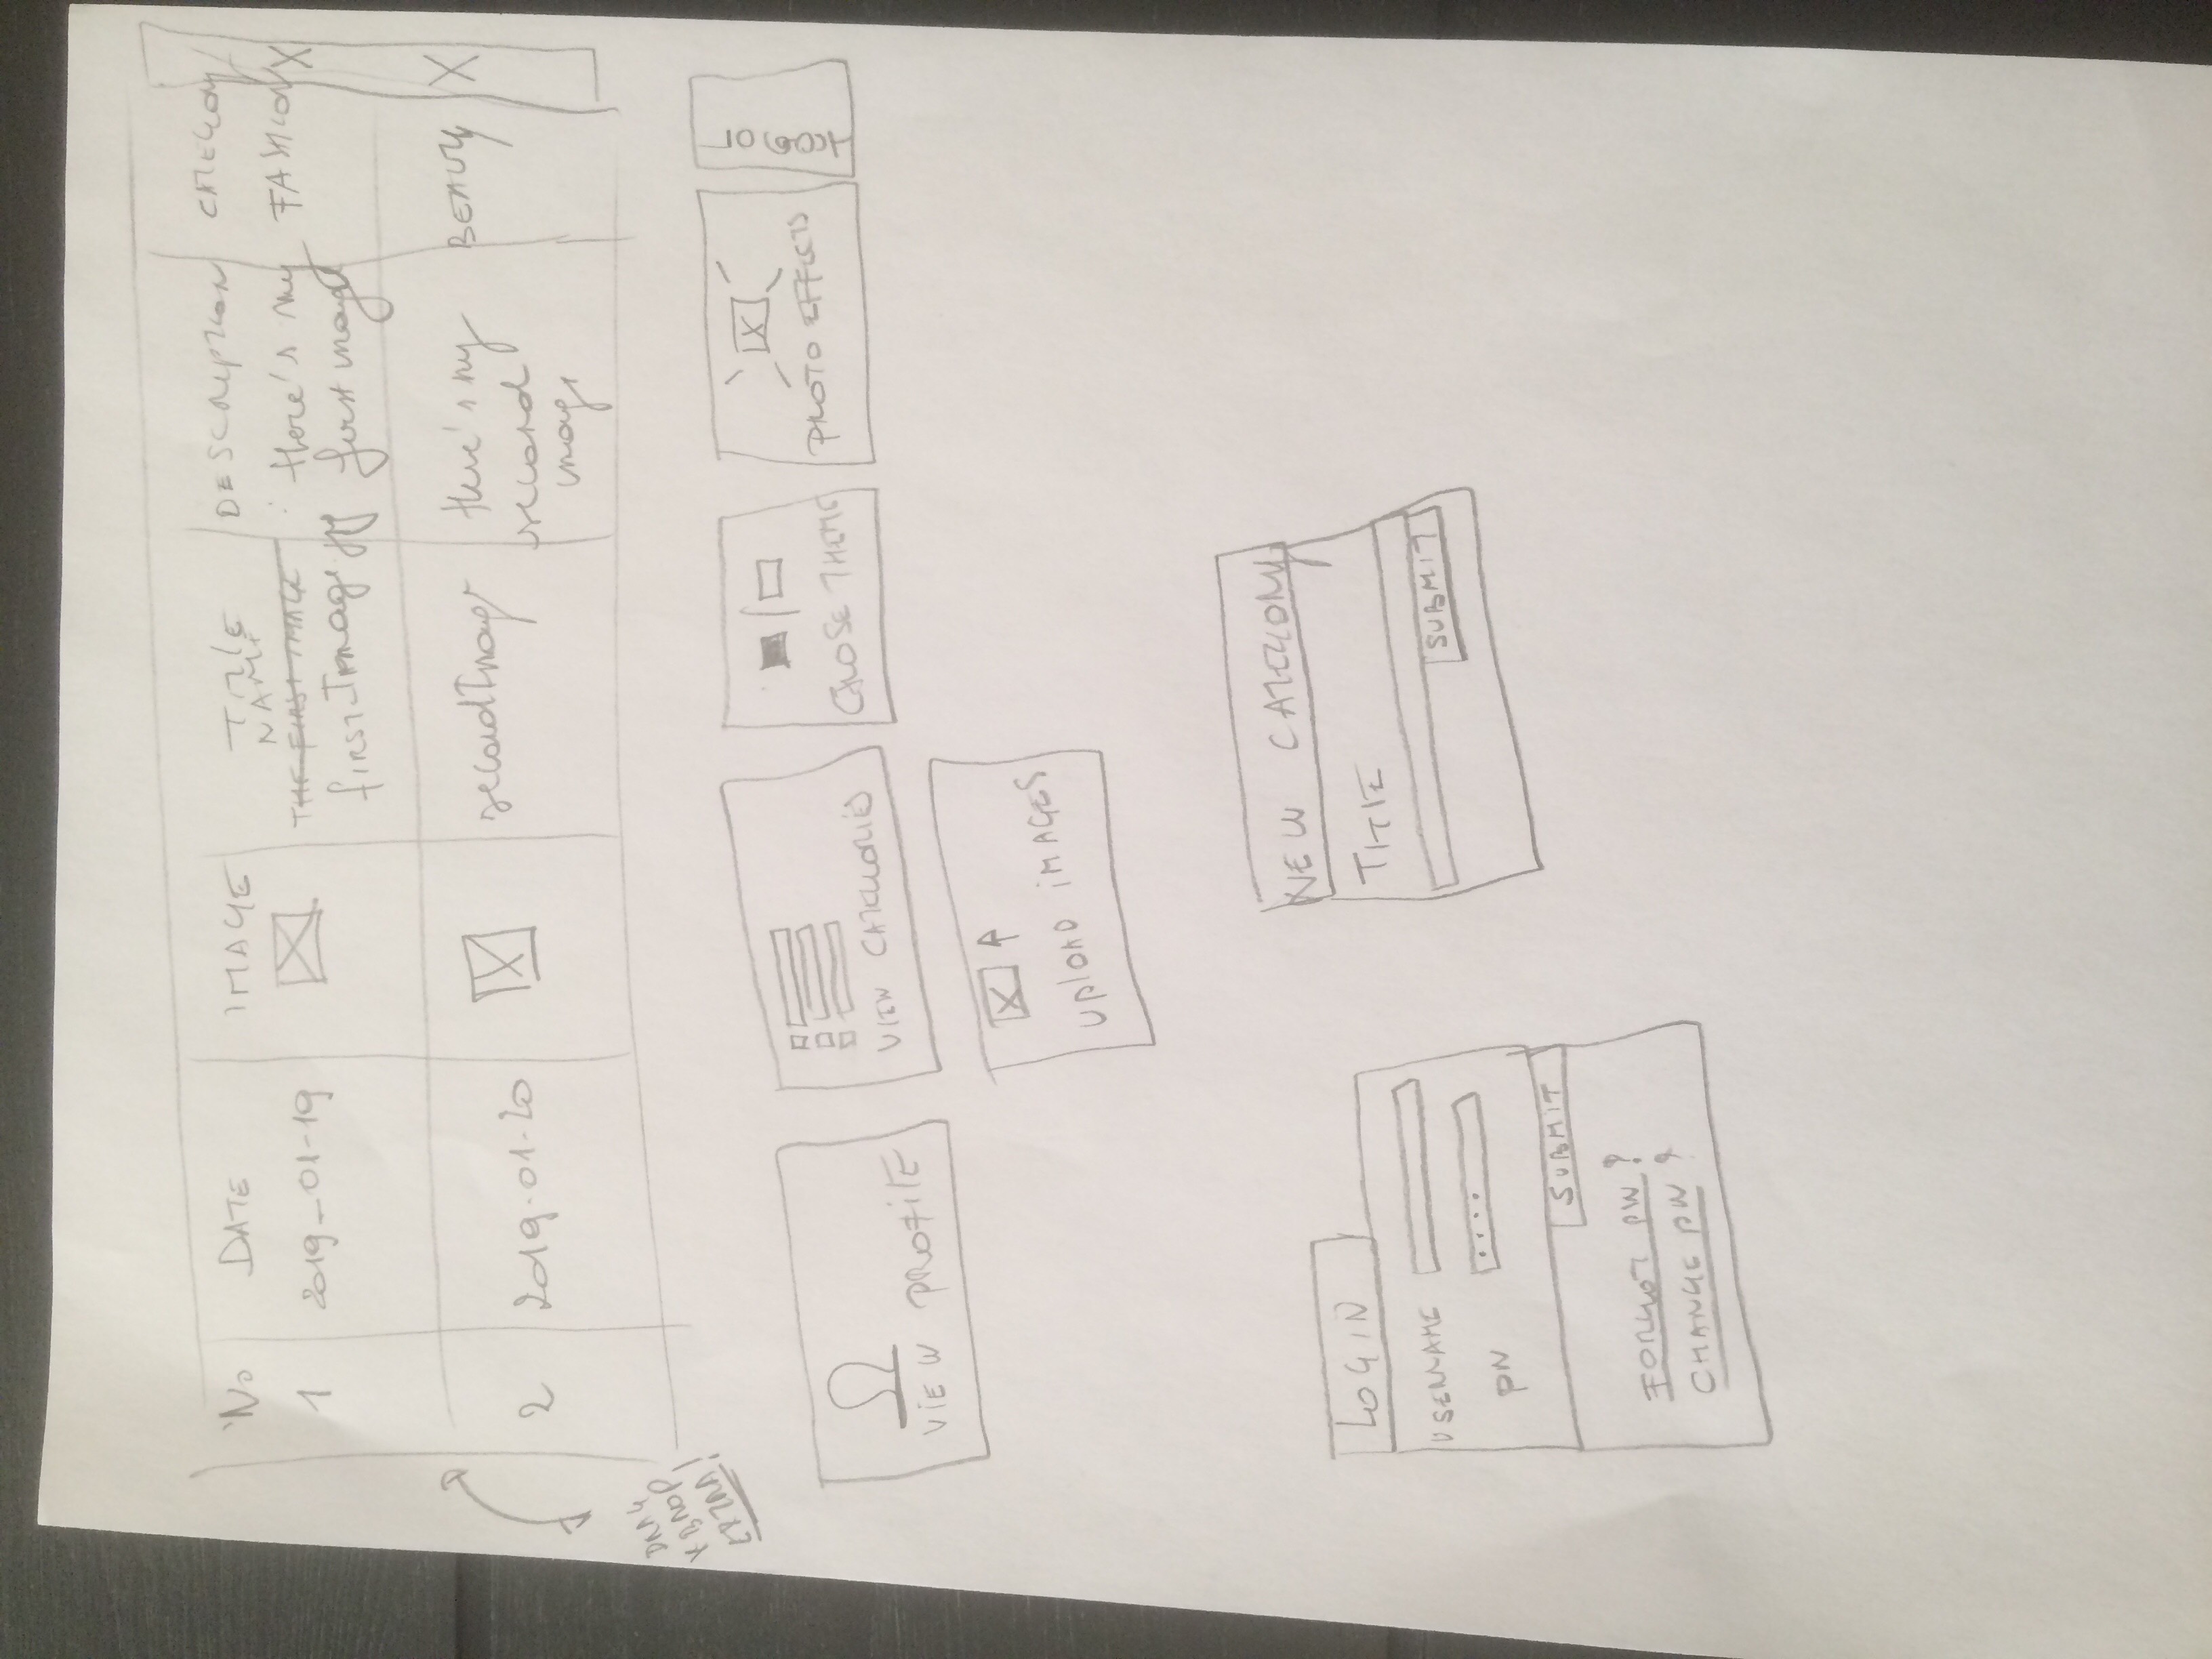 No DATE IMAGE TITLE DESCRIPTION CATEGORY
NAME
1 2019-01-19 THE FIRST IMAGE there's my FASHION X
firstImage.jpg first image
2 2019-01-20 secondImage there's my BEAUTY X
second
image
DRAG
& DROP
EXTRA!
VIEW PROFILE
VIEW CATEGORIES
CHOSE THEME
PHOTO EFFECTS
UPLOAD IMAGES
LOGIN
USERNAME
PW
SUBMIT
FORGOT PW?
CHANGE PW?
NEW CATEGORY
TITLE
SUBMIT